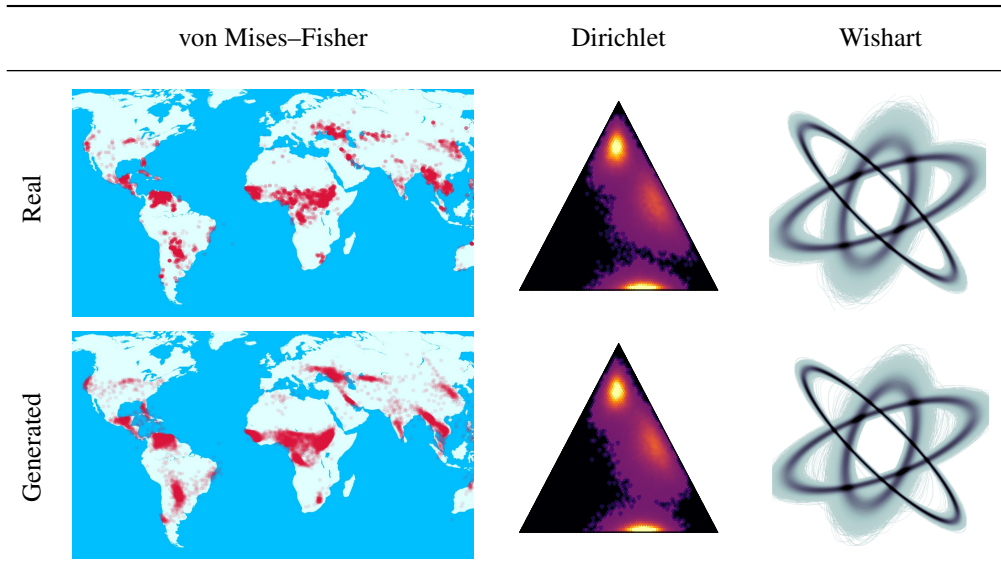 von Mises–Fisher
Dirichlet
Wishart
Real
Generated